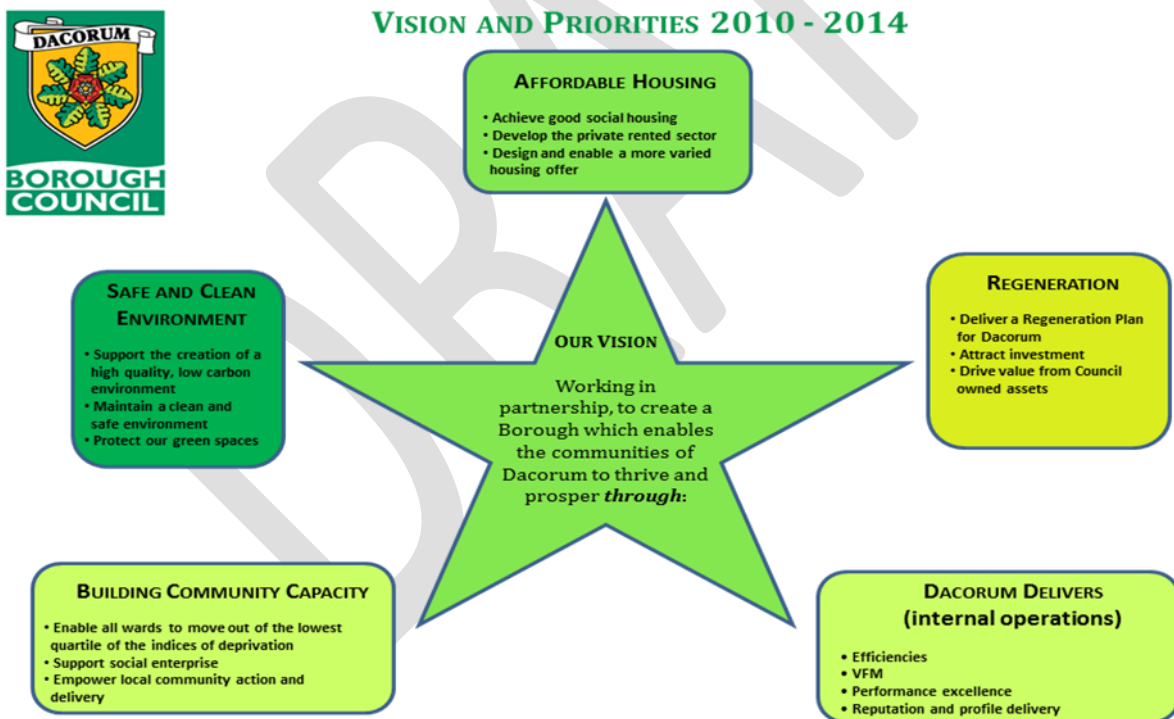 VISION AND PRIORITIES 2010 - 2014
DACORUM
BOROUGH
COUNCIL
AFFORDABLE HOUSING
• Achieve good social housing
• Develop the private rented sector
• Design and enable a more varied
housing offer
SAFE AND CLEAN
ENVIRONMENT
• Support the creation of a
high quality, low carbon
environment
• Maintain a clean and
safe environment
• Protect our green spaces
REGENERATION
• Deliver a Regeneration Plan
for Dacorum
• Attract investment
• Drive value from Council
owned assets
OUR VISION
Working in
partnership, to create a
Borough which enables
the communities of
Dacorum to thrive and
prosper through:
BUILDING COMMUNITY CAPACITY
• Enable all wards to move out of the lowest
quartile of the indices of deprivation
• Support social enterprise
• Empower local community action and
delivery
DACORUM DELIVERS
(internal operations)
• Efficiencies
• VFM
• Performance excellence
• Reputation and profile delivery